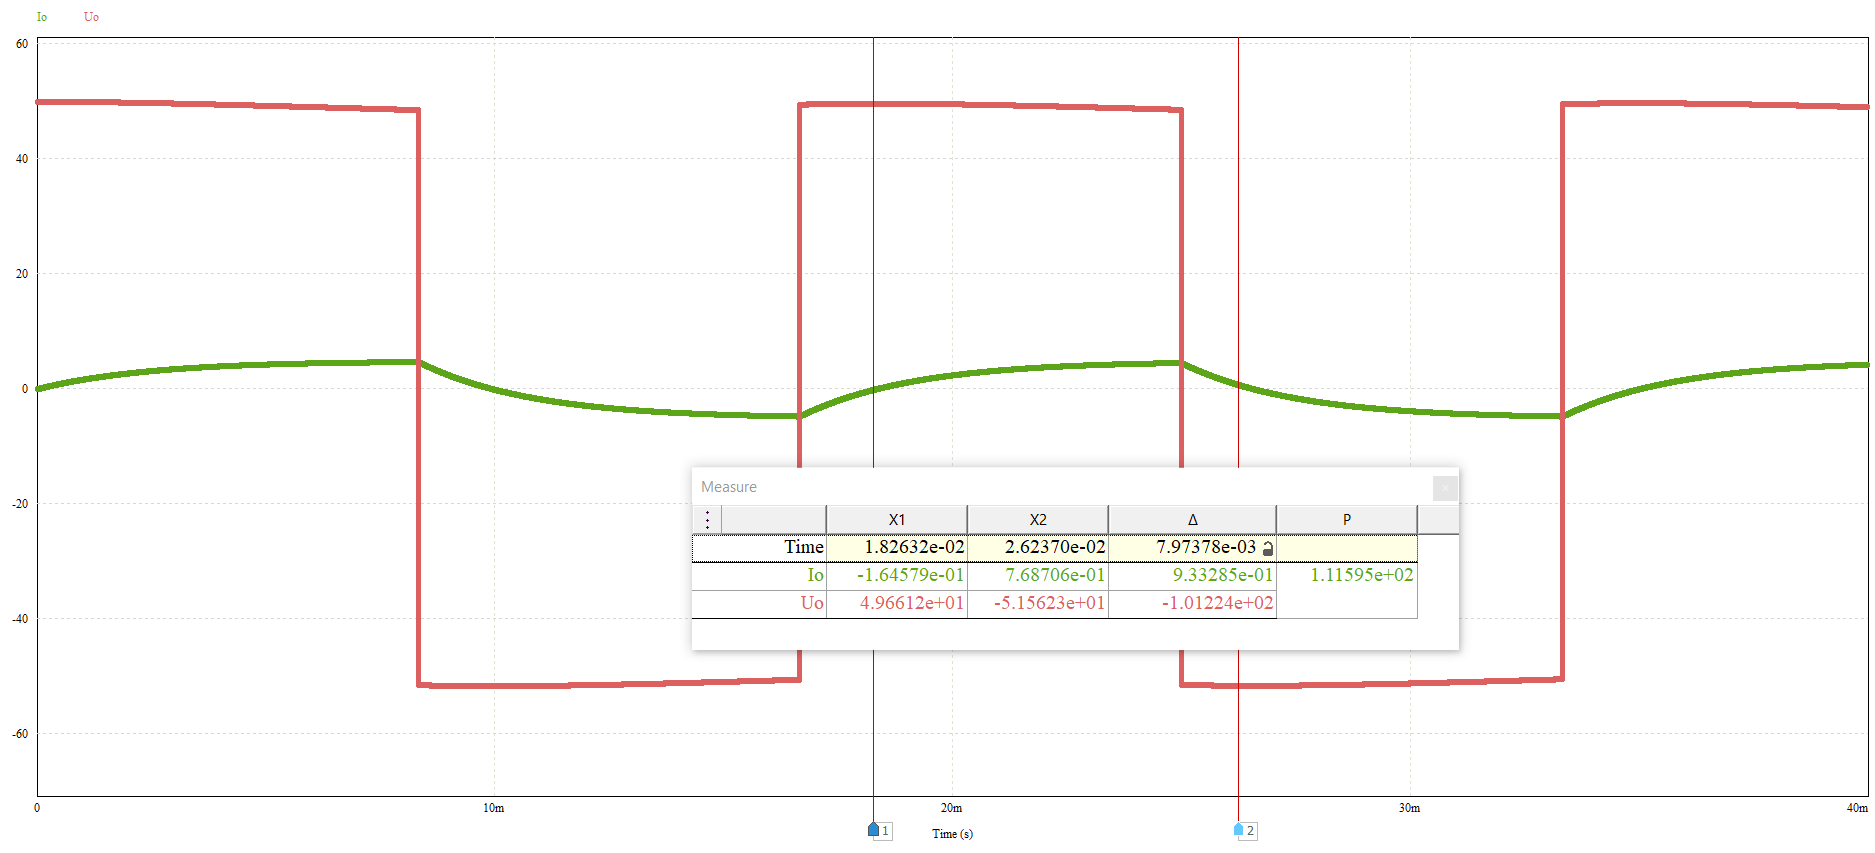 Io Uo
60
40
20
0
-20
-40
-60
Measure
X1 X2 Δ P
Time 1.82632e-02 2.62370e-02 7.97378e-03
Io -1.64579e-01 7.68706e-01 9.33285e-01 1.11595e+02
Uo 4.96612e+01 -5.15623e+01 -1.01224e+02
0 10m 20m 30m 40m
1 2
Time (s)